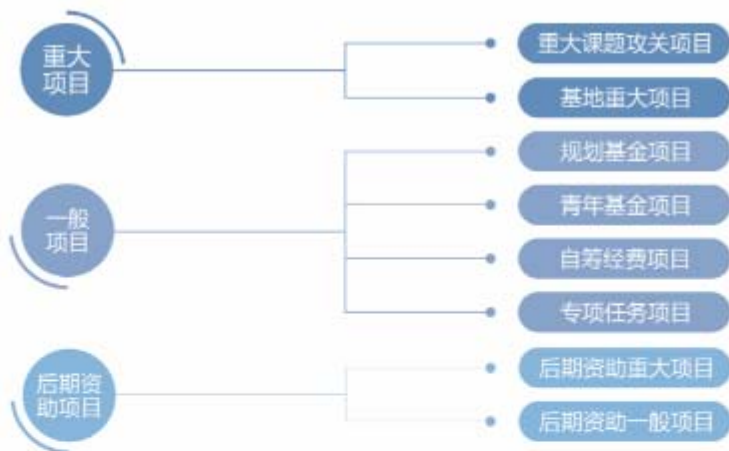 重大
项目
重大课题攻关项目
基地重大项目
一般
项目
规划基金项目
青年基金项目
自筹经费项目
专项任务项目
后期资
助项目
后期资助重大项目
后期资助一般项目